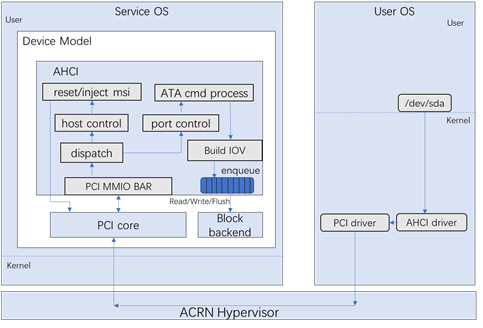 Service OS
User
Device Model
AHCI
reset/inject msi
ATA cmd process
host control
port control
dispatch
Build IOV
enqueue
PCI MMIO BAR
Read/Write/Flush
PCI core
Block
backend
Kernel
User OS
User
/dev/sda
Kernel
PCI driver
AHCI driver
ACRN Hypervisor